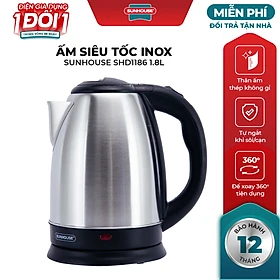 ĐIỆN GIA DỤNG
1 ĐỔI 1
SUNHOUSE
MIỄN PHÍ
ĐỔI TRẢ TẬN NHÀ
ẤM SIÊU TỐC INOX
SUNHOUSE SHD1186 1.8L
Thân ấm
thép không gỉ
Tự ngắt
khi sôi/cạn
360°
Đế xoay 360°
tiện dụng
SUNHOUSE
BẢO HÀNH
12
THÁNG